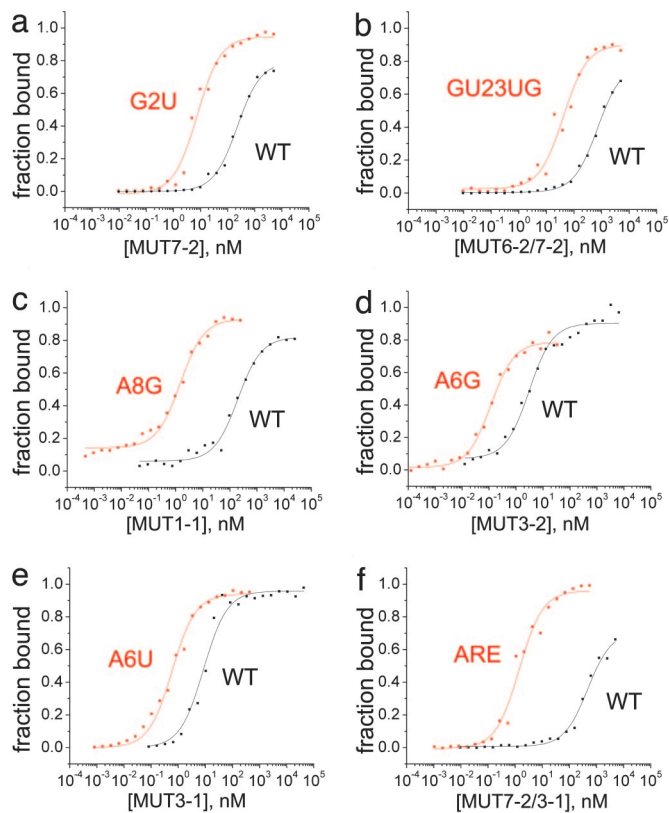 a
1.0
0.8
0.6
0.4
0.2
0.0
fraction bound
G2U
WT
10⁻⁴ 10⁻³ 10⁻² 10⁻¹ 10⁰ 10¹ 10² 10³ 10⁴ 10⁵
[MUT7-2], nM
b
1.0
0.8
0.6
0.4
0.2
0.0
fraction bound
GU23UG
WT
10⁻⁴ 10⁻³ 10⁻² 10⁻¹ 10⁰ 10¹ 10² 10³ 10⁴ 10⁵
[MUT6-2/7-2], nM
c
1.0
0.8
0.6
0.4
0.2
0.0
fraction bound
A8G
WT
10⁻⁴ 10⁻³ 10⁻² 10⁻¹ 10⁰ 10¹ 10² 10³ 10⁴ 10⁵
[MUT1-1], nM
d
1.0
0.8
0.6
0.4
0.2
0.0
fraction bound
A6G
WT
10⁻⁴ 10⁻³ 10⁻² 10⁻¹ 10⁰ 10¹ 10² 10³ 10⁴ 10⁵
[MUT3-2], nM
e
1.0
0.8
0.6
0.4
0.2
0.0
fraction bound
A6U
WT
10⁻⁴ 10⁻³ 10⁻² 10⁻¹ 10⁰ 10¹ 10² 10³ 10⁴ 10⁵
[MUT3-1], nM
f
1.0
0.8
0.6
0.4
0.2
0.0
fraction bound
ARE
WT
10⁻⁴ 10⁻³ 10⁻² 10⁻¹ 10⁰ 10¹ 10² 10³ 10⁴ 10⁵
[MUT7-2/3-1], nM